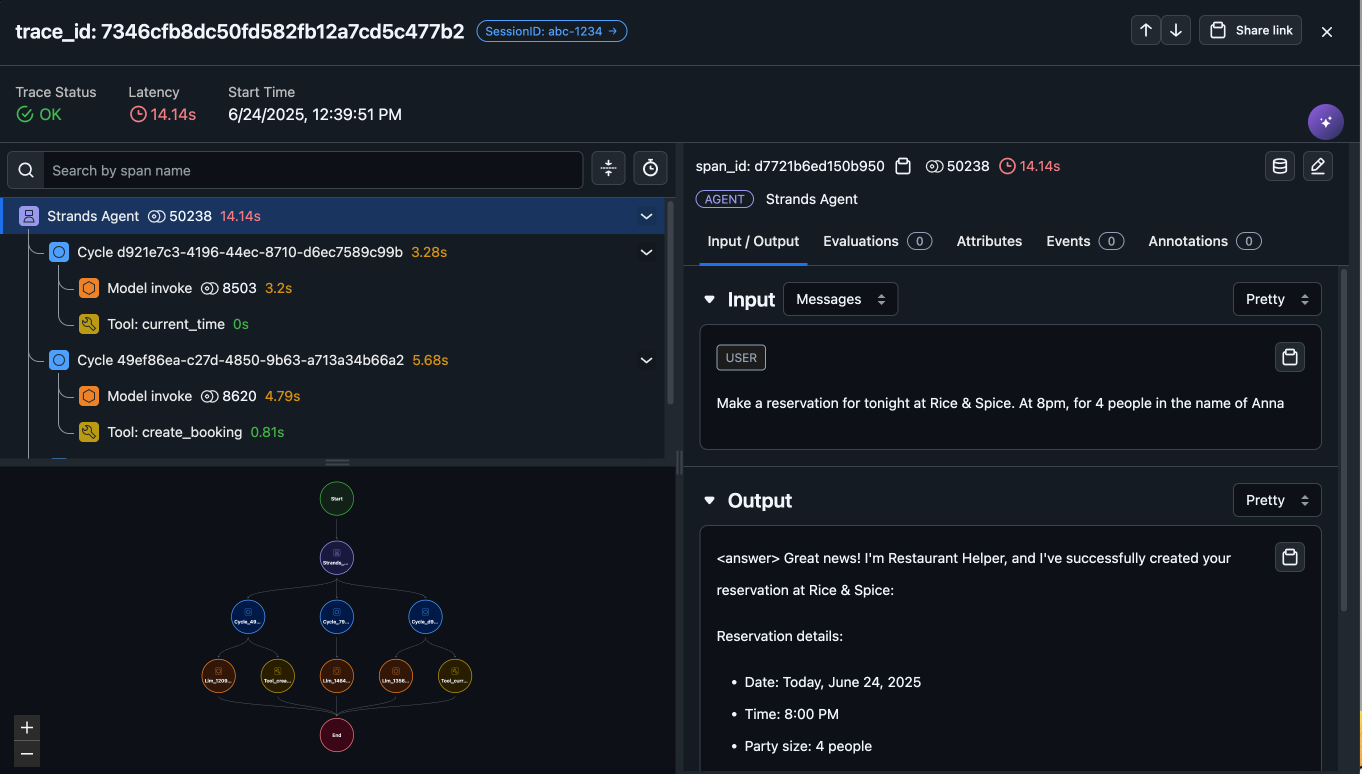 trace_id: 7346cfb8dc50fd582fb12a7cd5c477b2
SessionID: abc-1234 →
Share link
Trace Status
Latency
Start Time
OK
14.14s
6/24/2025, 12:39:51 PM
Search by span name
Strands Agent 50238 14.14s
Cycle d921e7c3-4196-44ec-8710-d6ec7589c99b 3.28s
Model invoke 8503 3.2s
Tool: current_time 0s
Cycle 49ef86ea-c27d-4850-9b63-a713a34b66a2 5.68s
Model invoke 8620 4.79s
Tool: create_booking 0.81s
Start
Strands_...
Cycle_49...
Cycle_79...
Cycle_d9...
Llm_1209...
Tool_crea...
Llm_1464...
Llm_1356...
Tool_curr...
End
span_id: d7721b6ed150b950 50238 14.14s
AGENT Strands Agent
Input / Output
Evaluations 0
Attributes
Events 0
Annotations 0
Input
Messages
Pretty
USER
Make a reservation for tonight at Rice & Spice. At 8pm, for 4 people in the name of Anna
Output
Pretty
<answer> Great news! I'm Restaurant Helper, and I've successfully created your
reservation at Rice & Spice:
Reservation details:
• Date: Today, June 24, 2025
• Time: 8:00 PM
• Party size: 4 people